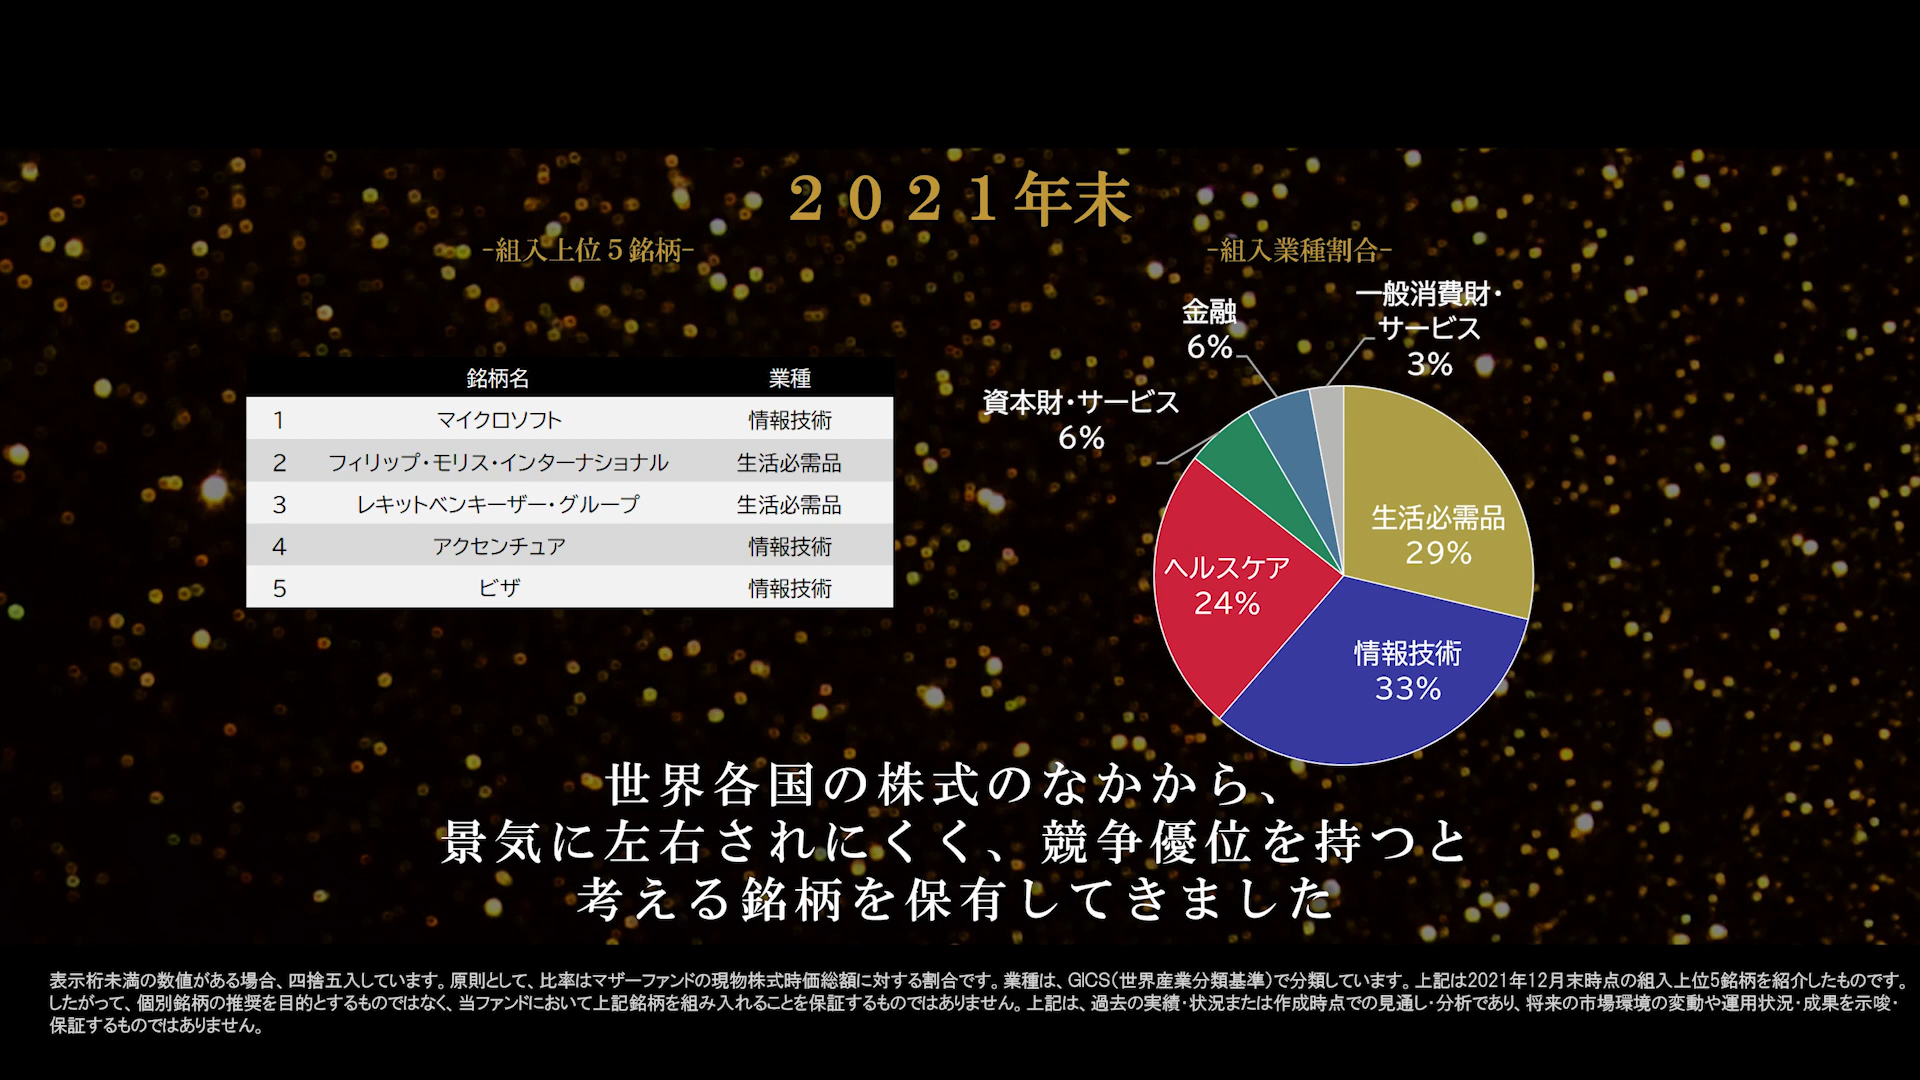 ２０２１年末
-組入上位５銘柄-
銘柄名 業種
1 マイクロソフト 情報技術
2 フィリップ・モリス・インターナショナル 生活必需品
3 レキットベンキーザー・グループ 生活必需品
4 アクセンチュア 情報技術
5 ビザ 情報技術
-組入業種割合-
一般消費財・
サービス
3%
金融
6%
資本財・サービス
6%
生活必需品
29%
ヘルスケア
24%
情報技術
33%
世界各国の株式のなかから、
景気に左右されにくく、競争優位を持つと
考える銘柄を保有してきました
表示桁未満の数値がある場合、四捨五入しています。原則として、比率はマザーファンドの現物株式時価総額に対する割合です。業種は、GICS（世界産業分類基準）で分類しています。上記は2021年12月末時点の組入上位5銘柄を紹介したものです。
したがって、個別銘柄の推奨を目的とするものではなく、当ファンドにおいて上記銘柄を組み入れることを保証するものではありません。上記は、過去の実績・状況または作成時点での見通し・分析であり、将来の市場環境の変動や運用状況・成果を示唆・
保証するものではありません。